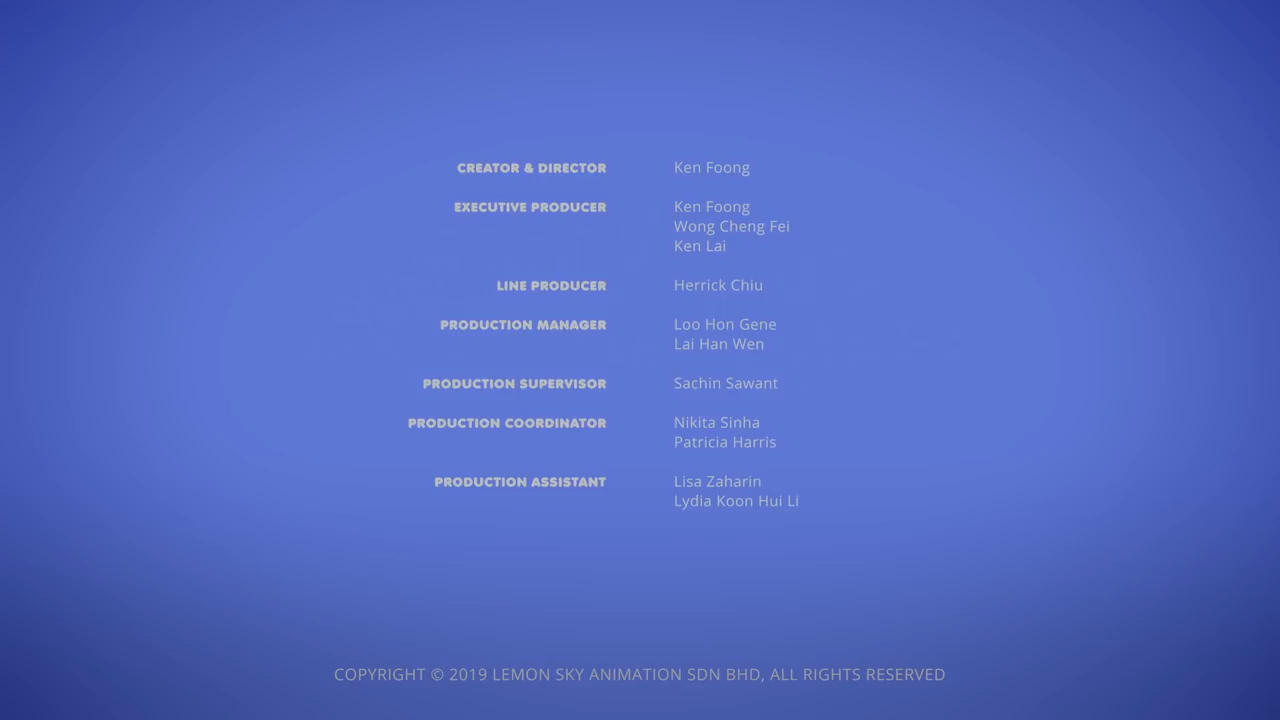 CREATOR & DIRECTOR Ken Foong
EXECUTIVE PRODUCER Ken Foong
Wong Cheng Fei
Ken Lai
LINE PRODUCER Herrick Chiu
PRODUCTION MANAGER Loo Hon Gene
Lai Han Wen
PRODUCTION SUPERVISOR Sachin Sawant
PRODUCTION COORDINATOR Nikita Sinha
Patricia Harris
PRODUCTION ASSISTANT Lisa Zaharin
Lydia Koon Hui Li
COPYRIGHT © 2019 LEMON SKY ANIMATION SDN BHD, ALL RIGHTS RESERVED